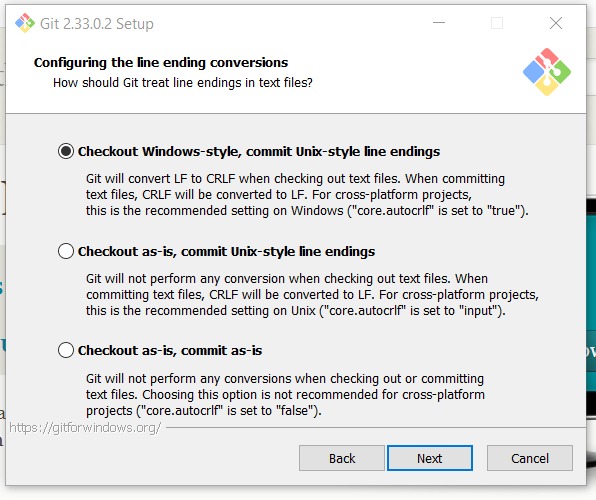 Git 2.33.0.2 Setup
Configuring the line ending conversions
How should Git treat line endings in text files?
Checkout Windows-style, commit Unix-style line endings
Git will convert LF to CRLF when checking out text files. When committing
text files, CRLF will be converted to LF. For cross-platform projects,
this is the recommended setting on Windows ("core.autocrlf" is set to "true").
Checkout as-is, commit Unix-style line endings
Git will not perform any conversion when checking out text files. When
committing text files, CRLF will be converted to LF. For cross-platform projects,
this is the recommended setting on Unix ("core.autocrlf" is set to "input").
Checkout as-is, commit as-is
Git will not perform any conversions when checking out or committing
text files. Choosing this option is not recommended for cross-platform
projects ("core.autocrlf" is set to "false").
https://gitforwindows.org/
Back
Next
Cancel